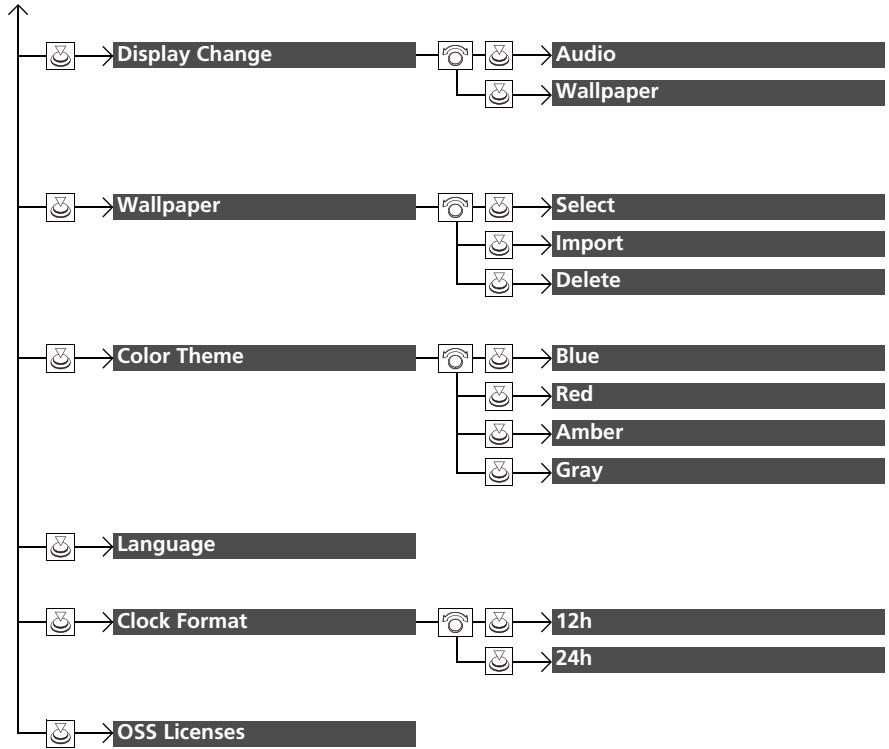 Display Change
Audio
Wallpaper
Wallpaper
Select
Import
Delete
Color Theme
Blue
Red
Amber
Gray
Language
Clock Format
12h
24h
OSS Licenses